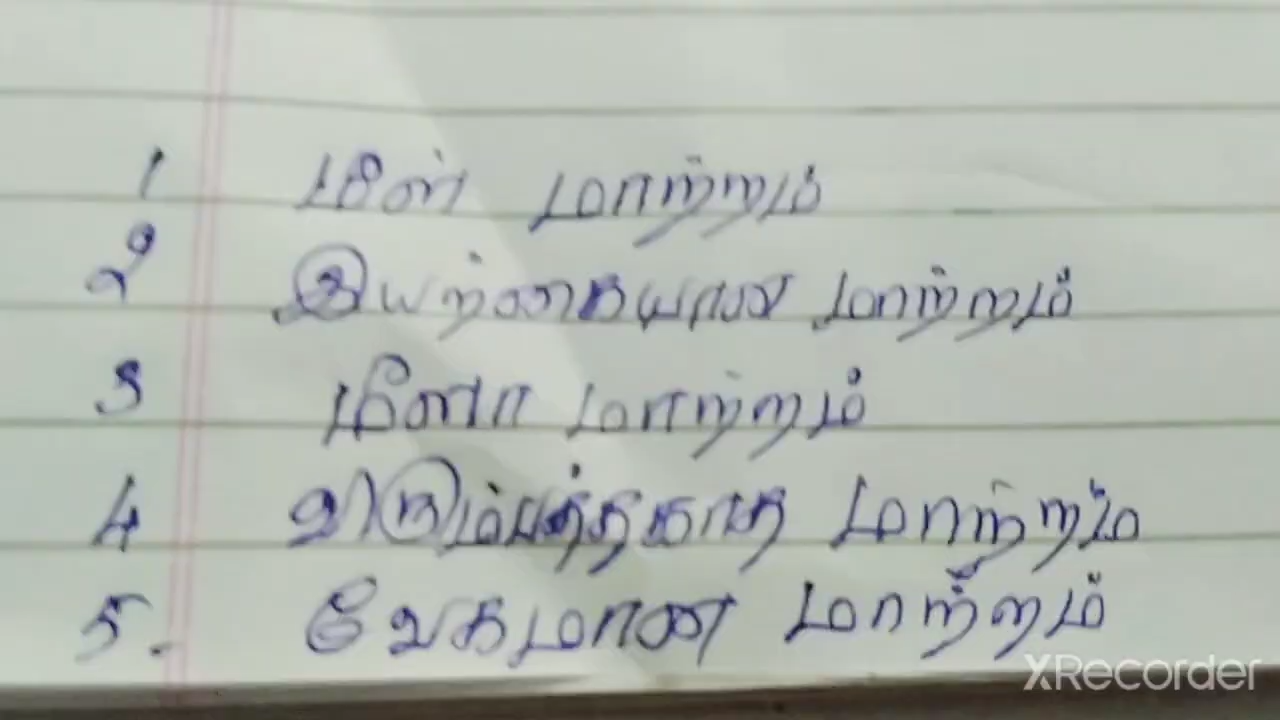 1 மீள் மாற்றம்
2 இயற்கையான மாற்றம்
3 மீளா மாற்றம்
4 விரும்பத்தகாத மாற்றம்
5. வேகமான மாற்றம்
XRecorder